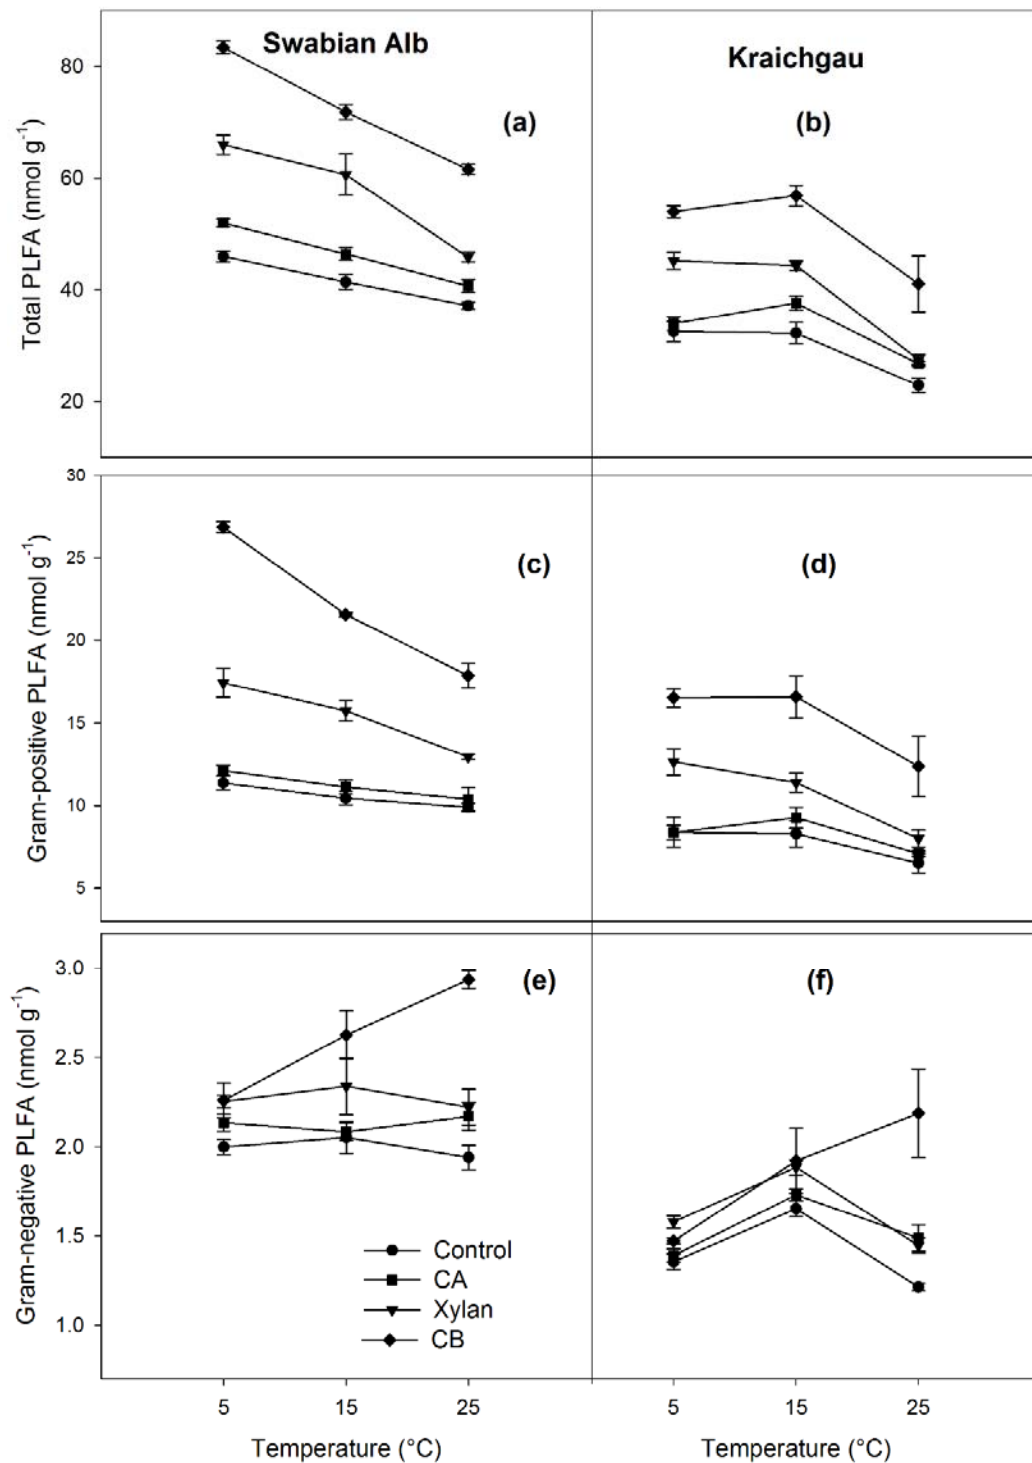 Swabian Alb
Kraichgau
Total PLFA (nmol g⁻¹)
80
60
40
20
(a)
(b)
Gram-positive PLFA (nmol g⁻¹)
30
25
20
15
10
5
(c)
(d)
Gram-negative PLFA (nmol g⁻¹)
3.0
2.5
2.0
1.5
1.0
(e)
(f)
Control
CA
Xylan
CB
5 15 25
5 15 25
Temperature (°C)
Temperature (°C)